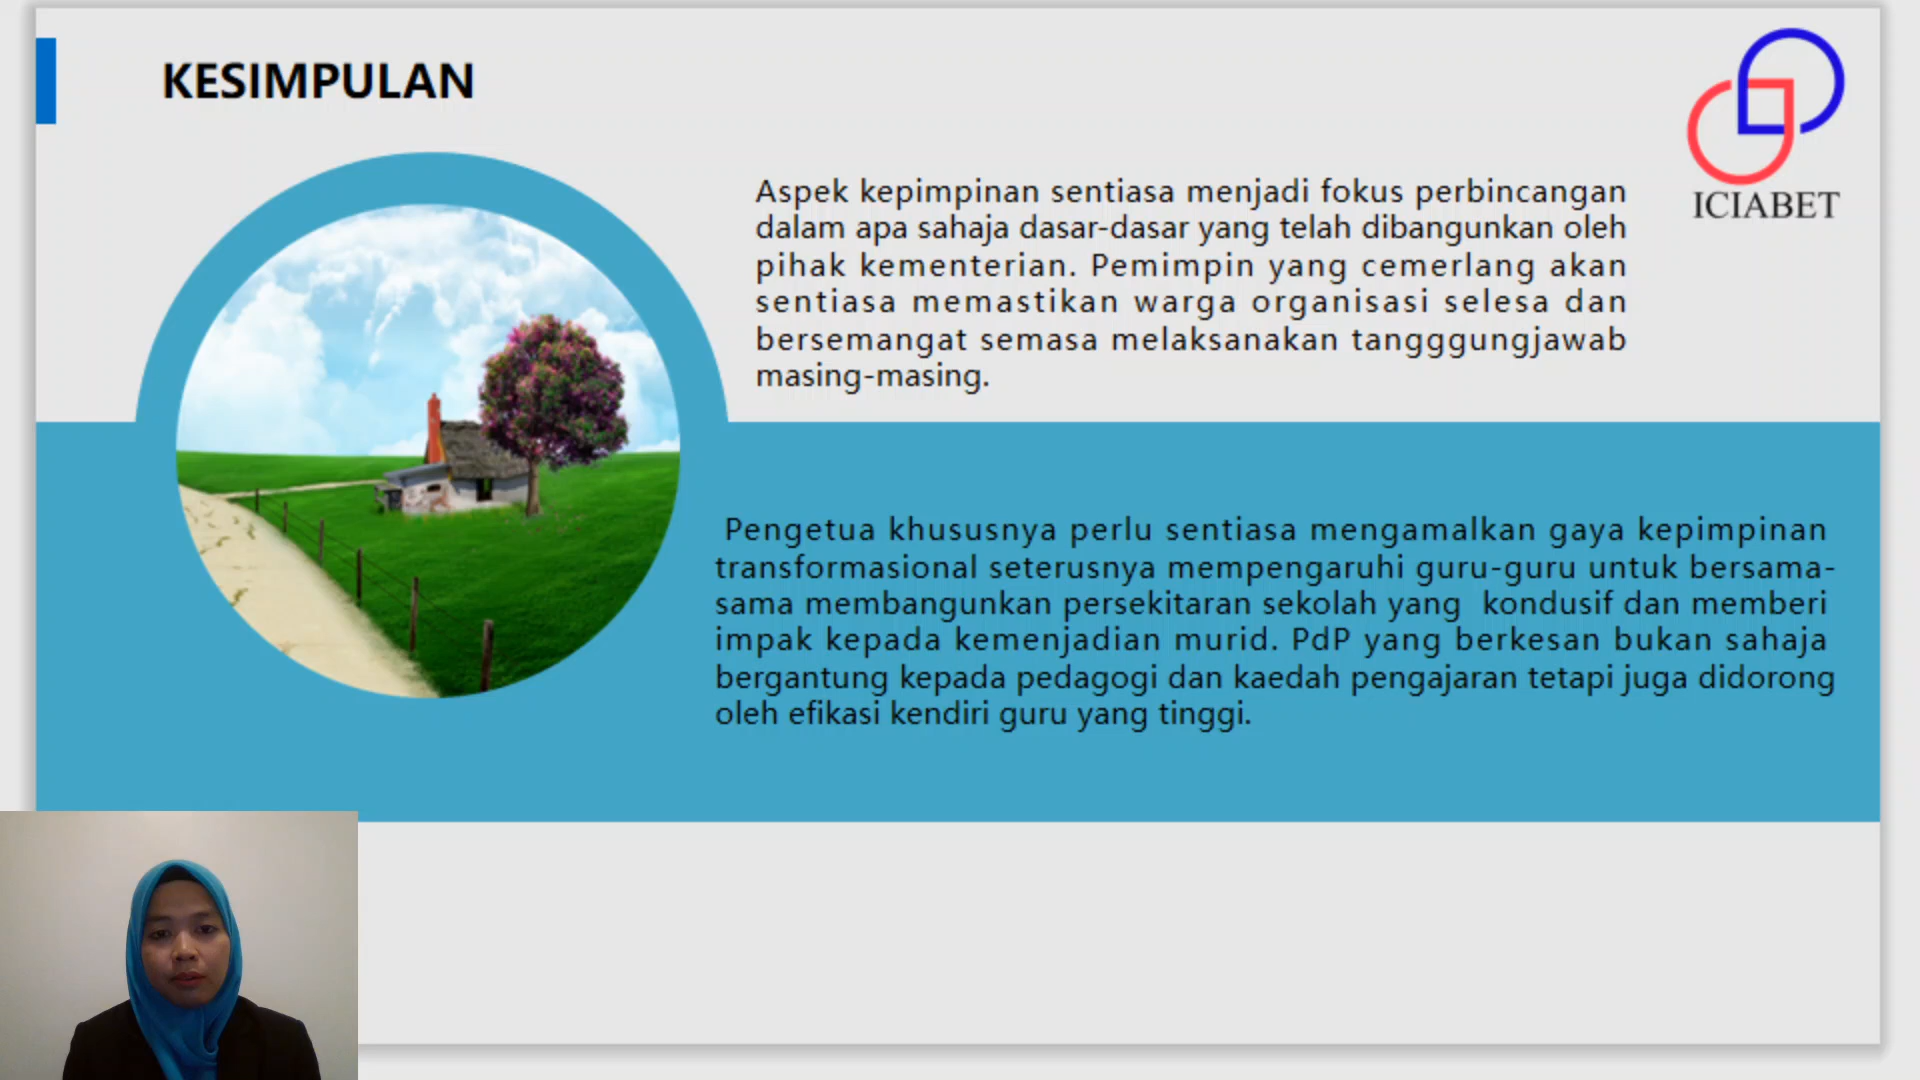 KESIMPULAN
ICIABET
Aspek kepimpinan sentiasa menjadi fokus perbincangan
dalam apa sahaja dasar-dasar yang telah dibangunkan oleh
pihak kementerian. Pemimpin yang cemerlang akan
sentiasa memastikan warga organisasi selesa dan
bersemangat semasa melaksanakan tangggungjawab
masing-masing.
Pengetua khususnya perlu sentiasa mengamalkan gaya kepimpinan
transformasional seterusnya mempengaruhi guru-guru untuk bersama-
sama membangunkan persekitaran sekolah yang kondusif dan memberi
impak kepada kemenjadian murid. PdP yang berkesan bukan sahaja
bergantung kepada pedagogi dan kaedah pengajaran tetapi juga didorong
oleh efikasi kendiri guru yang tinggi.